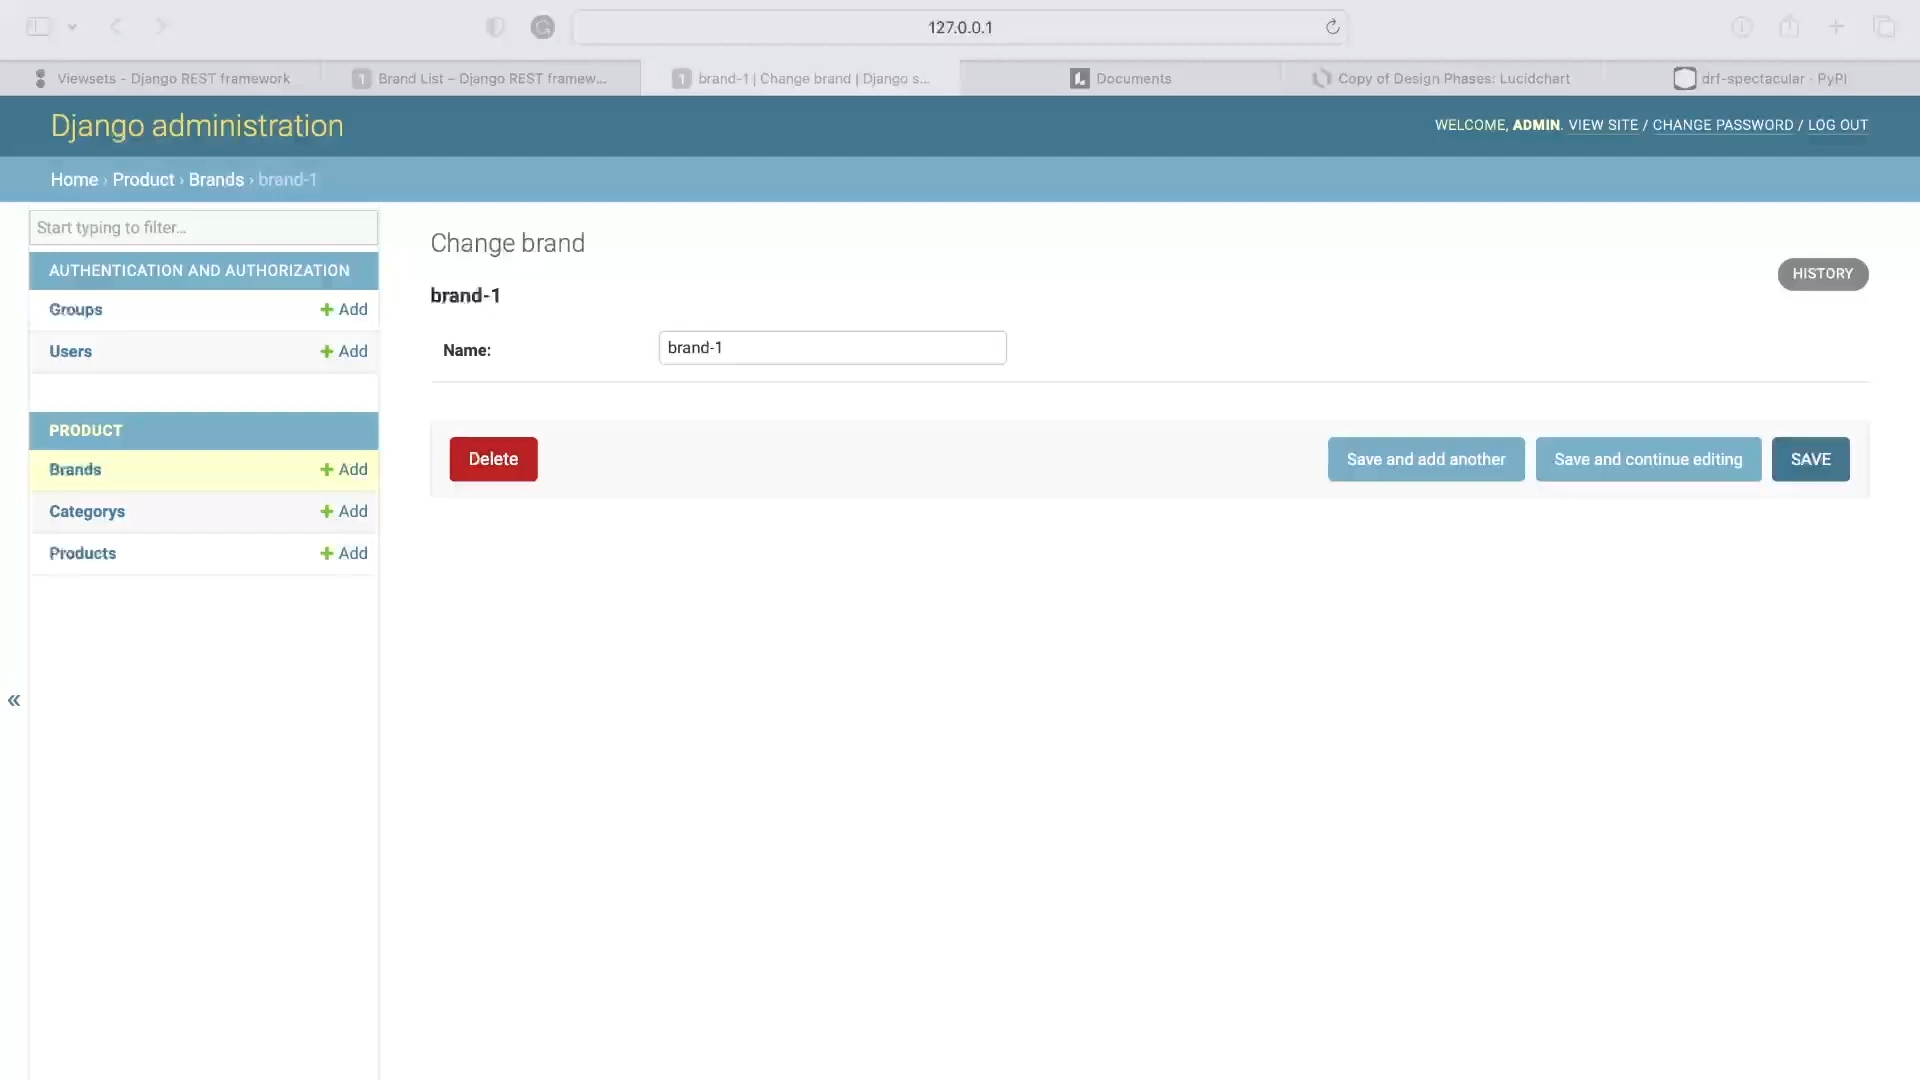 127.0.0.1
Viewsets - Django REST framework
1 Brand List – Django REST framew...
1 brand-1 | Change brand | Django s...
Documents
Copy of Design Phases: Lucidchart
drf-spectacular · PyPI
Django administration
WELCOME, ADMIN. VIEW SITE / CHANGE PASSWORD / LOG OUT
Home › Product › Brands › brand-1
Start typing to filter...
AUTHENTICATION AND AUTHORIZATION
Groups + Add
Users + Add
PRODUCT
Brands + Add
Categorys + Add
Products + Add
«
Change brand
HISTORY
brand-1
Name: brand-1
Delete
Save and add another
Save and continue editing
SAVE